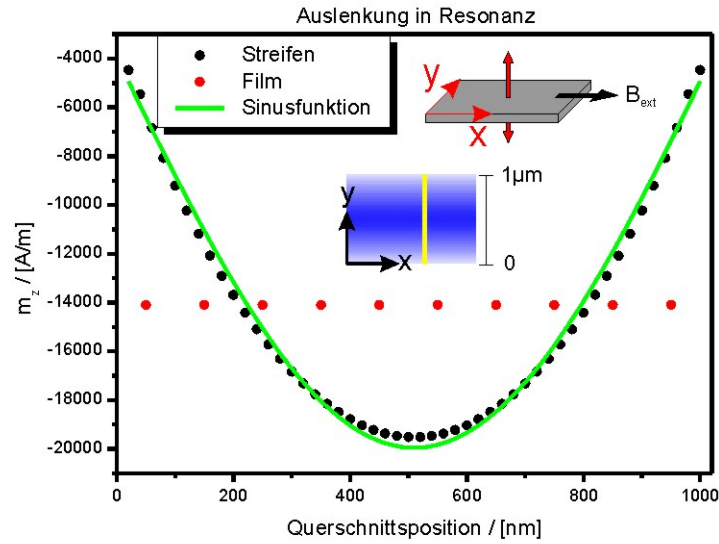 Auslenkung in Resonanz
Streifen
Film
Sinusfunktion
y
x
B_ext
1µm
y
x
0
m_z / [A/m]
-4000
-6000
-8000
-10000
-12000
-14000
-16000
-18000
-20000
0 200 400 600 800 1000
Querschnittsposition / [nm]